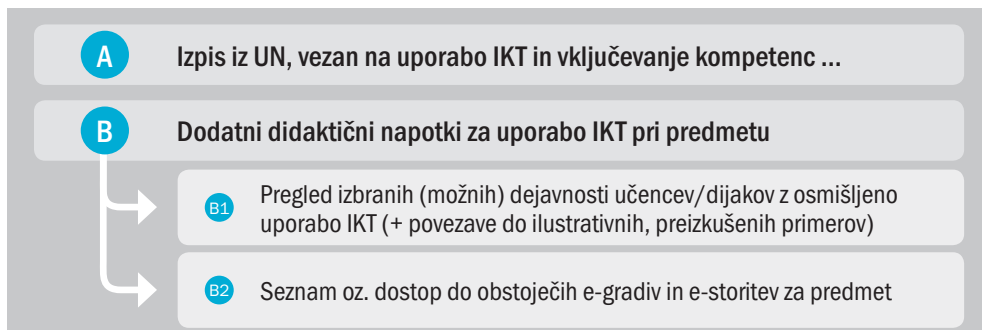 A Izpis iz UN, vezan na uporabo IKT in vključevanje kompetenc ...
B Dodatni didaktični napotki za uporabo IKT pri predmetu
B1 Pregled izbranih (možnih) dejavnosti učencev/dijakov z osmišljeno
uporabo IKT (+ povezave do ilustrativnih, preizkušenih primerov)
B2 Seznam oz. dostop do obstoječih e-gradiv in e-storitev za predmet